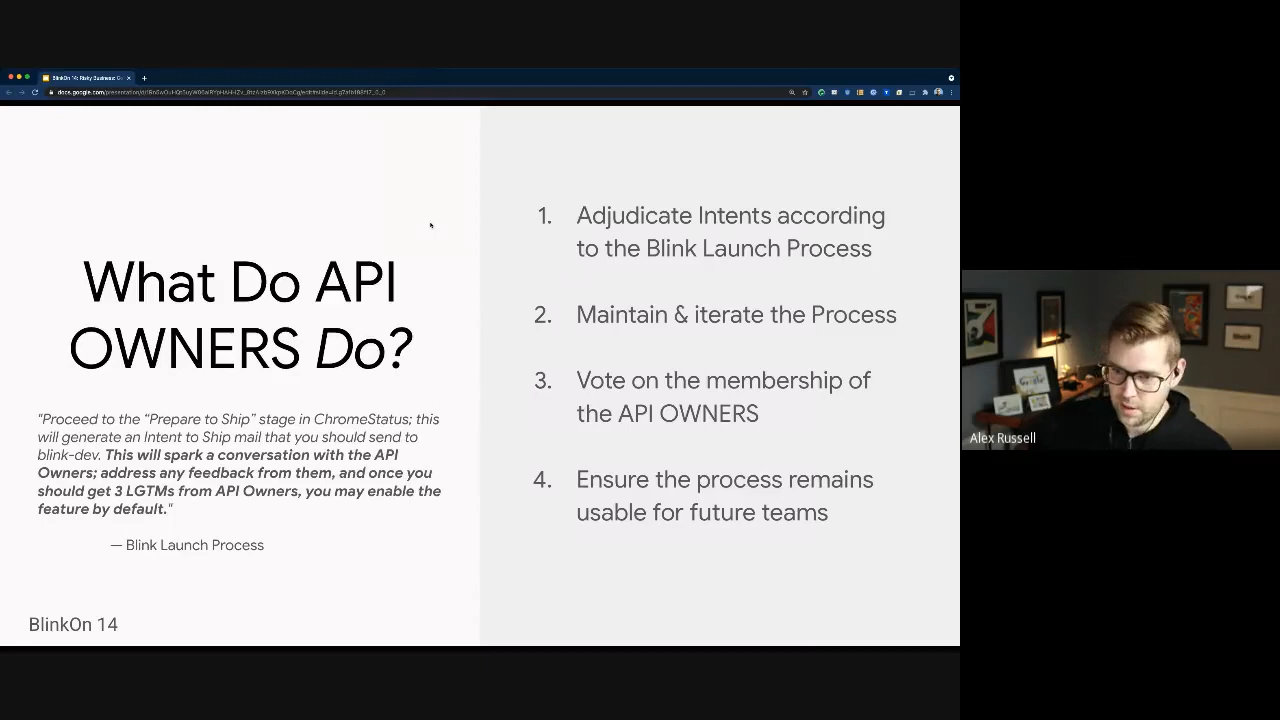 BlinkOn 14: Risky Business: G
What Do API
OWNERS Do?
"Proceed to the “Prepare to Ship” stage in ChromeStatus; this
will generate an Intent to Ship mail that you should send to
blink-dev. This will spark a conversation with the API
Owners; address any feedback from them, and once you
should get 3 LGTMs from API Owners, you may enable the
feature by default."
— Blink Launch Process
BlinkOn 14
1. Adjudicate Intents according
to the Blink Launch Process
2. Maintain & iterate the Process
3. Vote on the membership of
the API OWNERS
4. Ensure the process remains
usable for future teams
Alex Russell